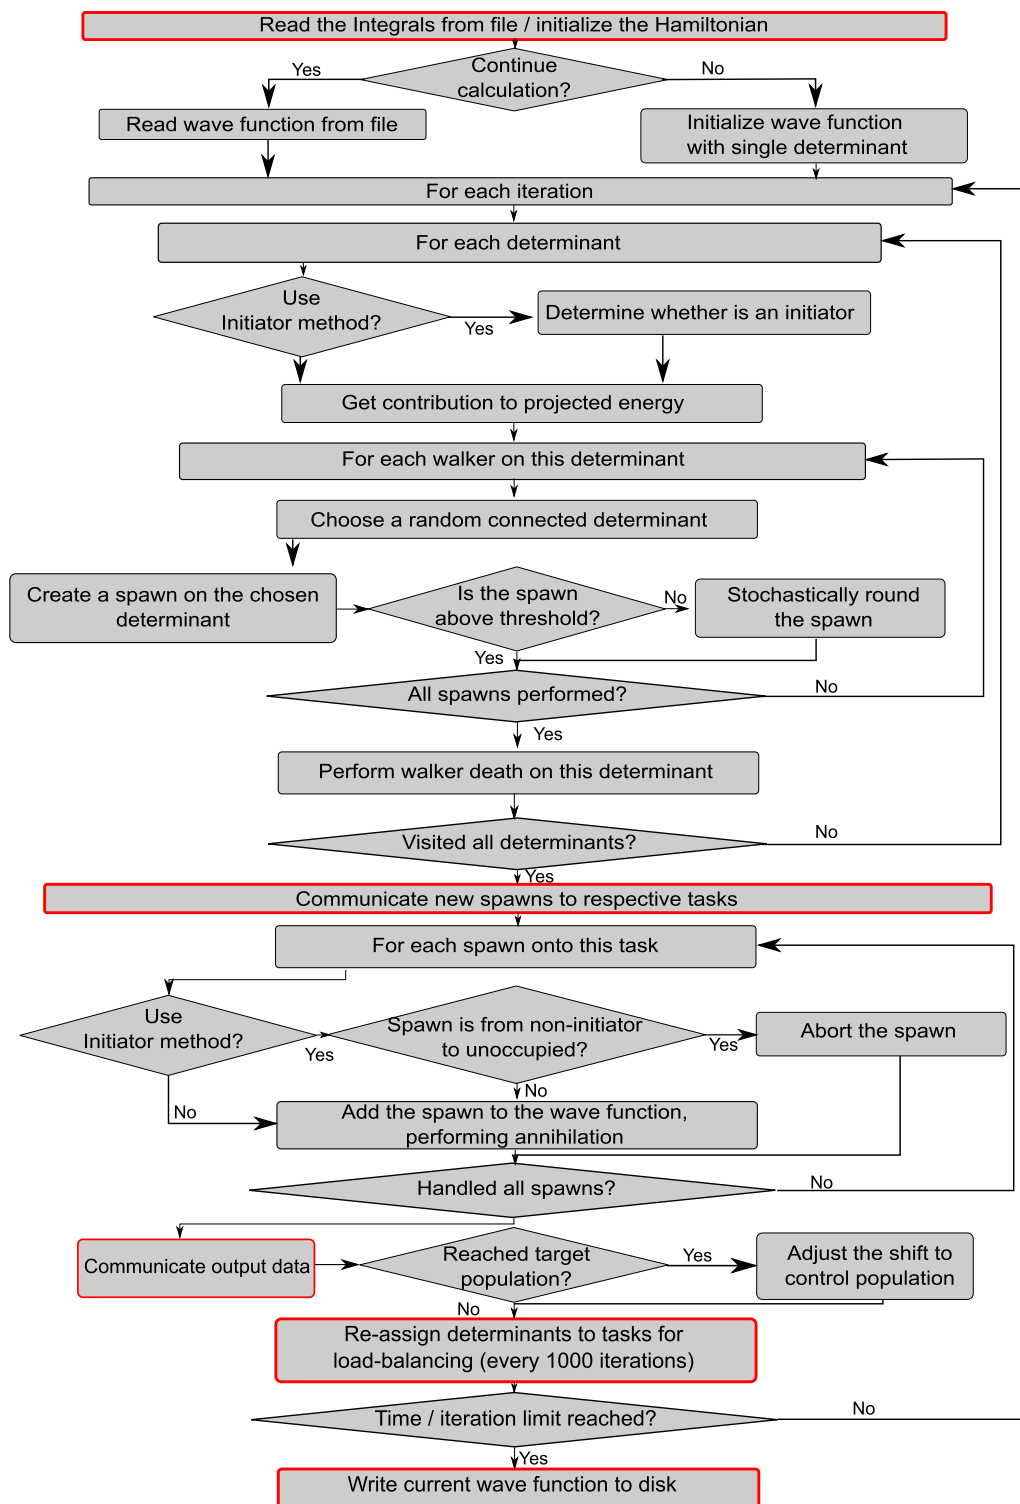 Read the Integrals from file / initialize the Hamiltonian
Continue
calculation?
Yes
No
Read wave function from file
Initialize wave function
with single determinant
For each iteration
For each determinant
Use
Initiator method?
Yes
Determine whether is an initiator
Get contribution to projected energy
For each walker on this determinant
Choose a random connected determinant
Create a spawn on the chosen
determinant
Is the spawn
above threshold?
No
Stochastically round
the spawn
Yes
All spawns performed?
No
Yes
Perform walker death on this determinant
Visited all determinants?
No
Yes
Communicate new spawns to respective tasks
For each spawn onto this task
Use
Initiator method?
Yes
Spawn is from non-initiator
to unoccupied?
Yes
Abort the spawn
No
No
Add the spawn to the wave function,
performing annihilation
Handled all spawns?
No
Communicate output data
Reached target
population?
Yes
Adjust the shift to
control population
No
Re-assign determinants to tasks for
load-balancing (every 1000 iterations)
Time / iteration limit reached?
No
Yes
Write current wave function to disk